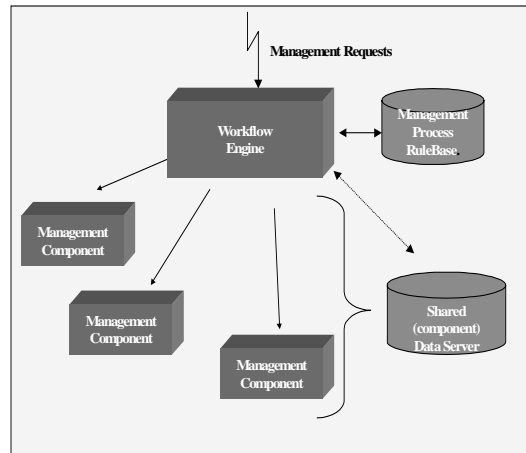 Management Requests
Workflow
Engine
Management
Process
RuleBase.
Management
Component
Management
Component
Management
Component
Shared
(component)
Data Server